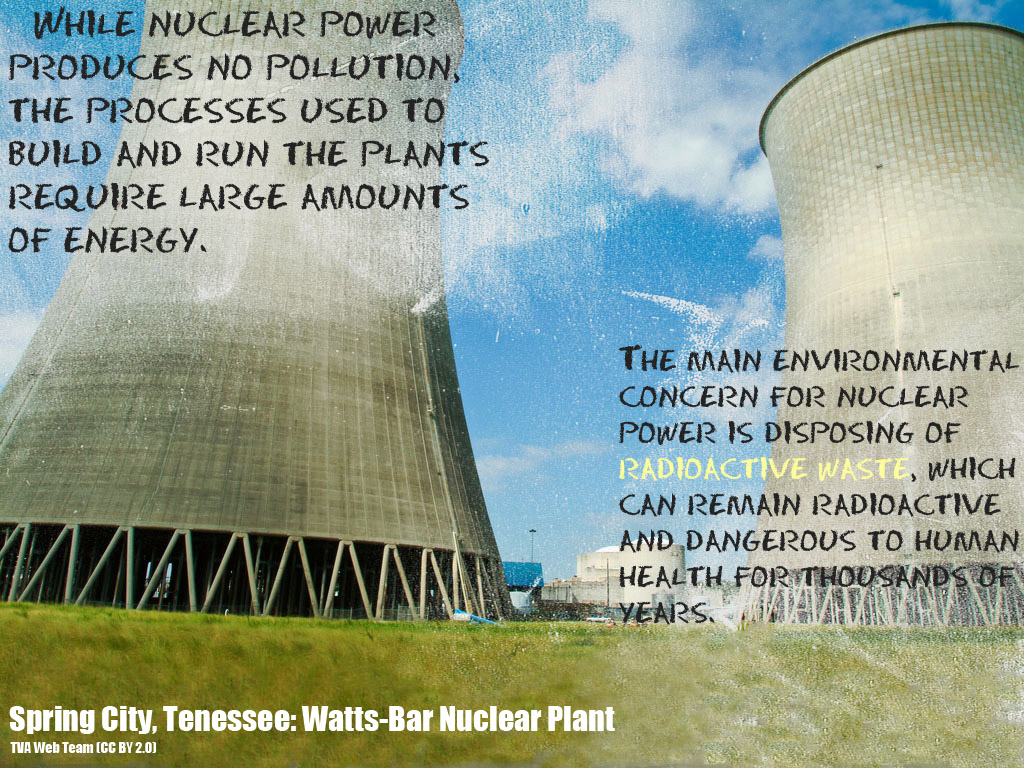 While nuclear power
produces no pollution,
the processes used to
build and run the plants
require large amounts
of energy.
The main environmental
concern for nuclear
power is disposing of
radioactive waste, which
can remain radioactive
and dangerous to human
health for thousands of
years.
Spring City, Tenessee: Watts-Bar Nuclear Plant
TVA Web Team (CC BY 2.0)